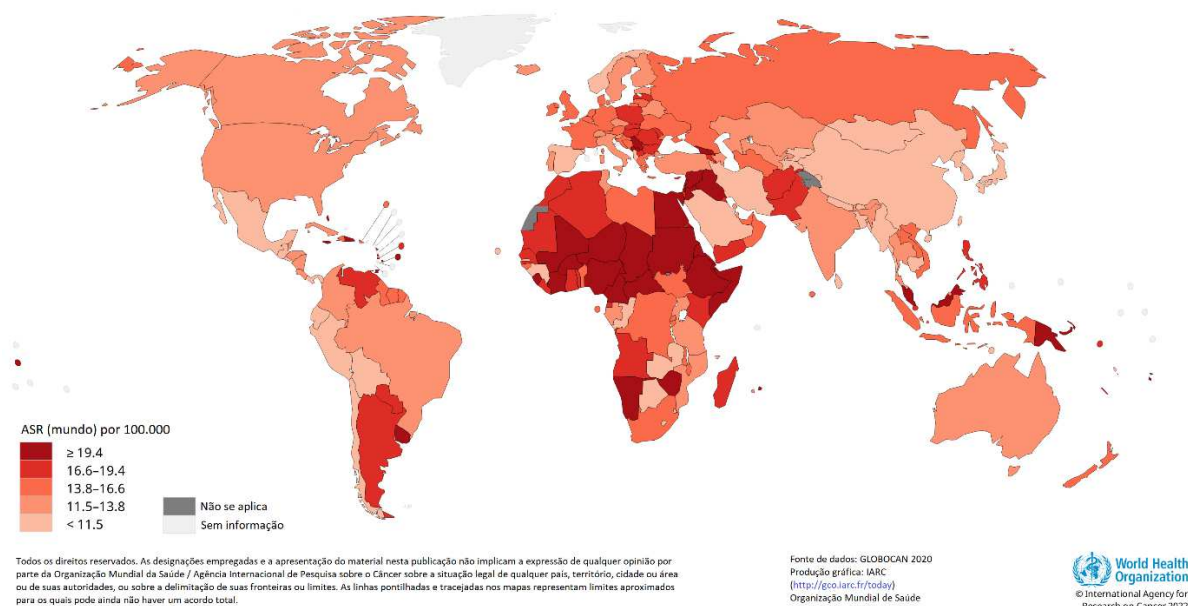 ASR (mundo) por 100.000
≥ 19.4
16.6–19.4
13.8–16.6
11.5–13.8
< 11.5
Não se aplica
Sem informação
Todos os direitos reservados. As designações empregadas e a apresentação do material nesta publicação não implicam a expressão de qualquer opinião por
parte da Organização Mundial da Saúde / Agência Internacional de Pesquisa sobre o Câncer sobre a situação legal de qualquer país, território, cidade ou área
ou de suas autoridades, ou sobre a delimitação de suas fronteiras ou limites. As linhas pontilhadas e tracejadas nos mapas representam limites aproximados
para os quais pode ainda não haver um acordo total.
Fonte de dados: GLOBOCAN 2020
Produção gráfica: IARC
(http://gco.iarc.fr/today)
Organização Mundial de Saúde
World Health
Organization
© International Agency for
Research on Cancer 2022